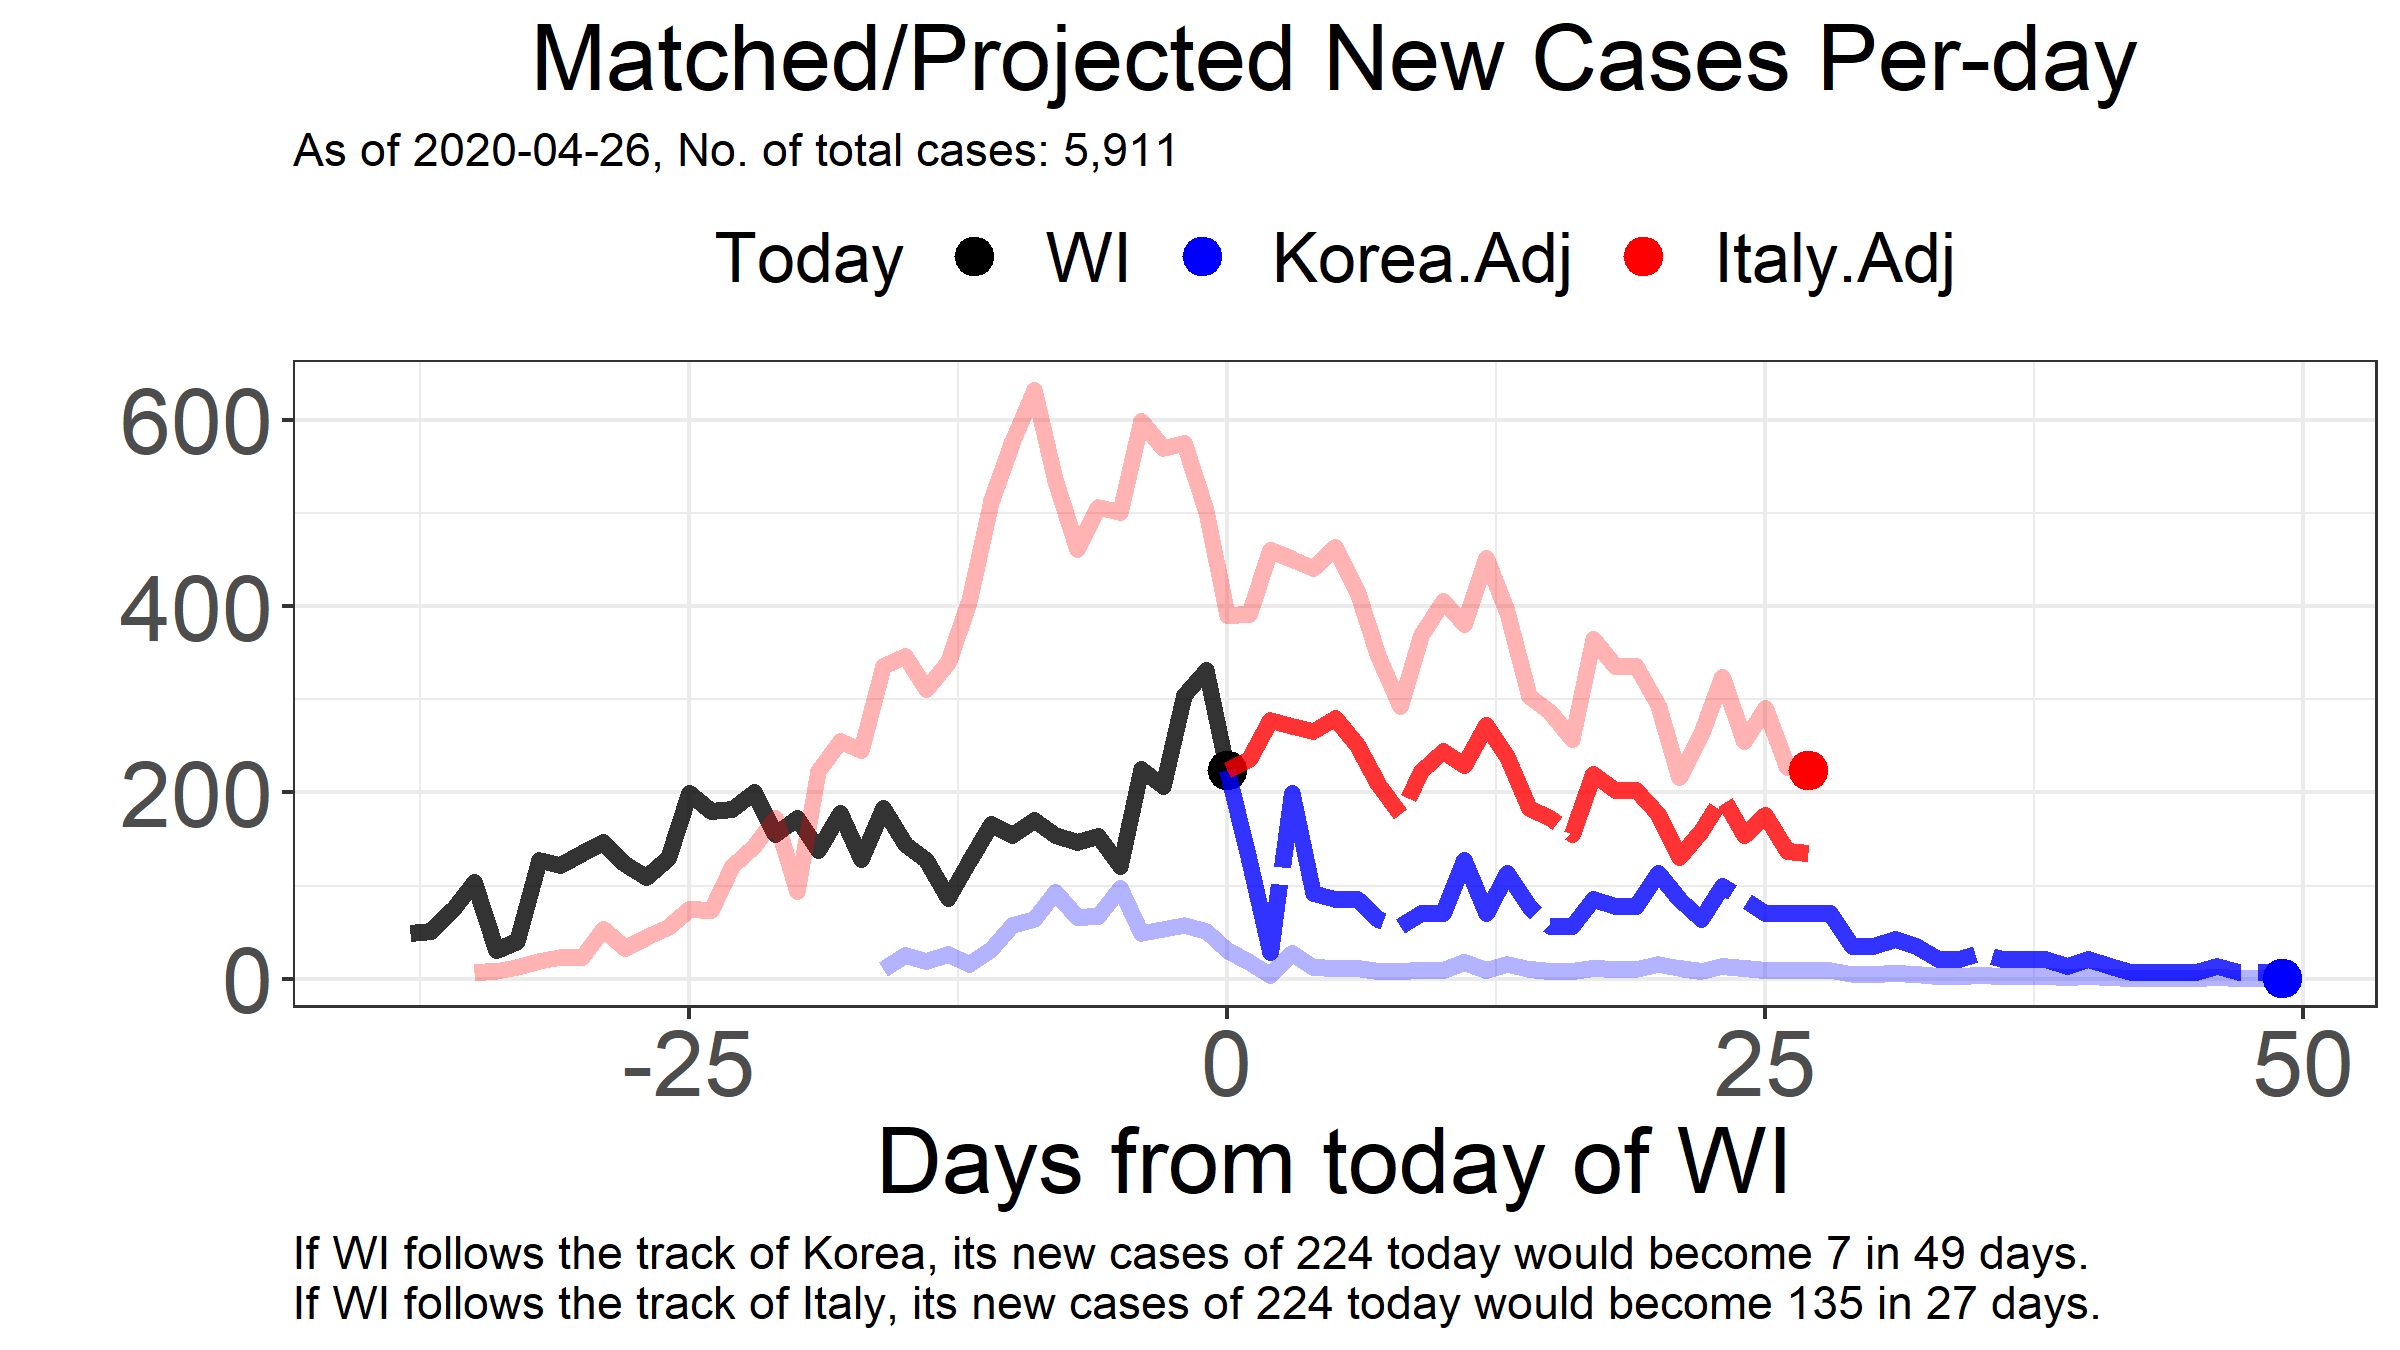 Matched/Projected New Cases Per-day
As of 2020-04-26, No. of total cases: 5,911
Today WI Korea.Adj Italy.Adj
600
400
200
0
-25 0 25 50
Days from today of WI
If WI follows the track of Korea, its new cases of 224 today would become 7 in 49 days.
If WI follows the track of Italy, its new cases of 224 today would become 135 in 27 days.